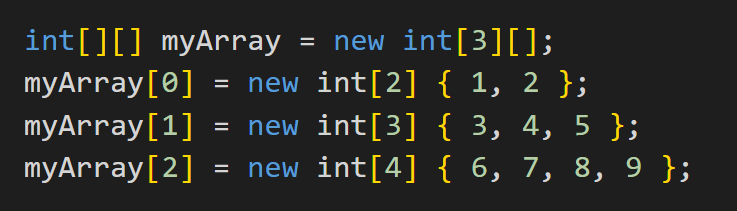 int[][] myArray = new int[3][];
myArray[0] = new int[2] { 1, 2 };
myArray[1] = new int[3] { 3, 4, 5 };
myArray[2] = new int[4] { 6, 7, 8, 9 };